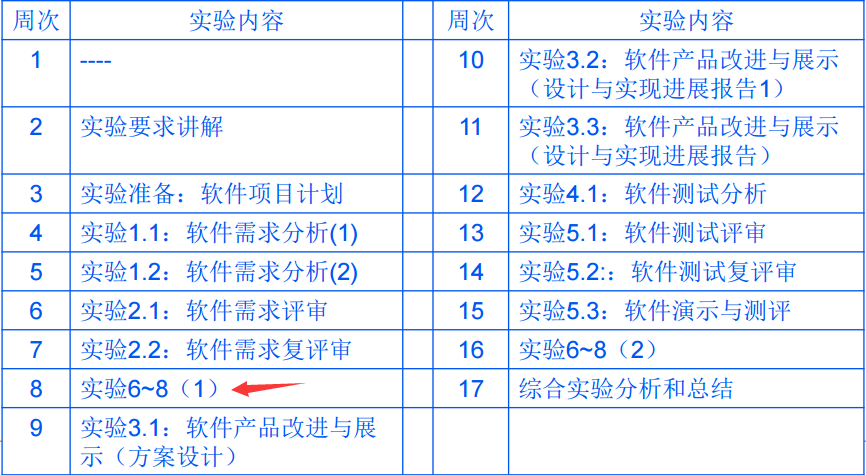 周次 实验内容 周次 实验内容
1 ---- 10 实验3.2：软件产品改进与展示
（设计与实现进展报告1）
2 实验要求讲解 11 实验3.3：软件产品改进与展示
（设计与实现进展报告）
3 实验准备：软件项目计划 12 实验4.1：软件测试分析
4 实验1.1：软件需求分析(1) 13 实验5.1：软件测试评审
5 实验1.2：软件需求分析(2) 14 实验5.2:：软件测试复评审
6 实验2.1：软件需求评审 15 实验5.3：软件演示与测评
7 实验2.2：软件需求复评审 16 实验6~8（2）
8 实验6~8（1） 17 综合实验分析和总结
9 实验3.1：软件产品改进与展
示（方案设计）